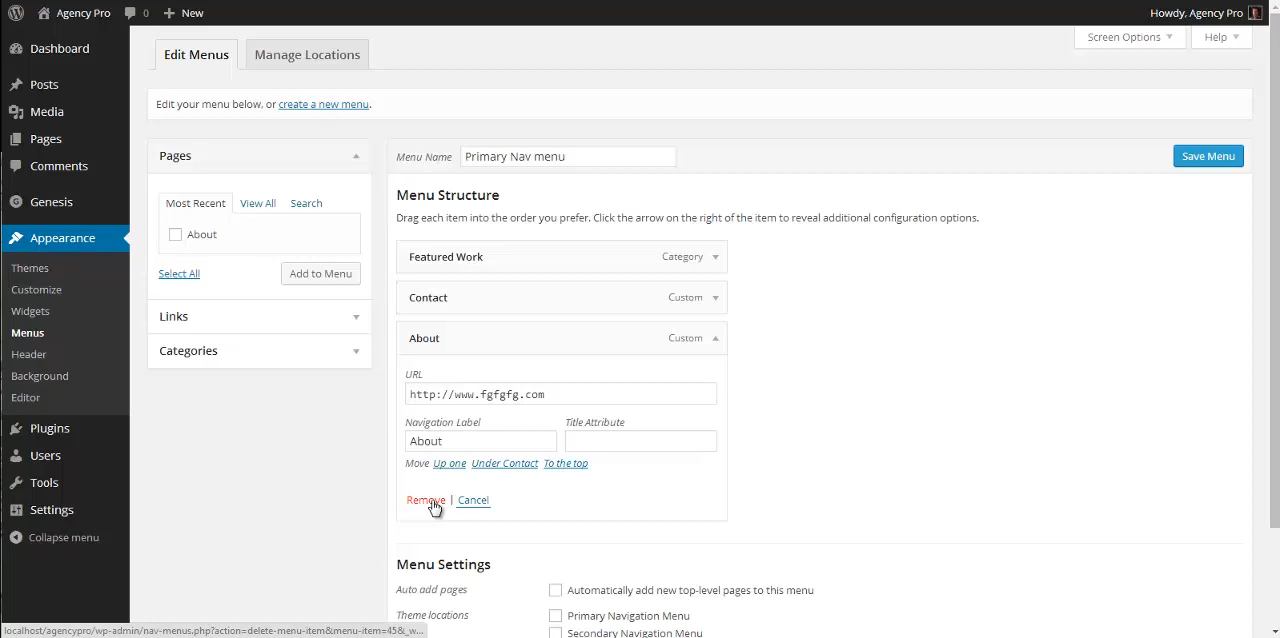 Agency Pro 0 New Howdy, Agency Pro
Screen Options Help
Dashboard
Posts
Media
Pages
Comments
Genesis
Appearance
Themes
Customize
Widgets
Menus
Header
Background
Editor
Plugins
Users
Tools
Settings
Collapse menu
Edit Menus Manage Locations
Edit your menu below, or create a new menu.
Pages
Most Recent View All Search
About
Select All Add to Menu
Links
Categories
Menu Name Primary Nav menu Save Menu
Menu Structure
Drag each item into the order you prefer. Click the arrow on the right of the item to reveal additional configuration options.
Featured Work Category
Contact Custom
About Custom
URL
http://www.fgfgfg.com
Navigation Label Title Attribute
About
Move Up one Under Contact To the top
Remove | Cancel
Menu Settings
Auto add pages Automatically add new top-level pages to this menu
Theme locations Primary Navigation Menu
Secondary Navigation Menu
localhost/agencypro/wp-admin/nav-menus.php?action=delete-menu-item&menu-item=45&_w...